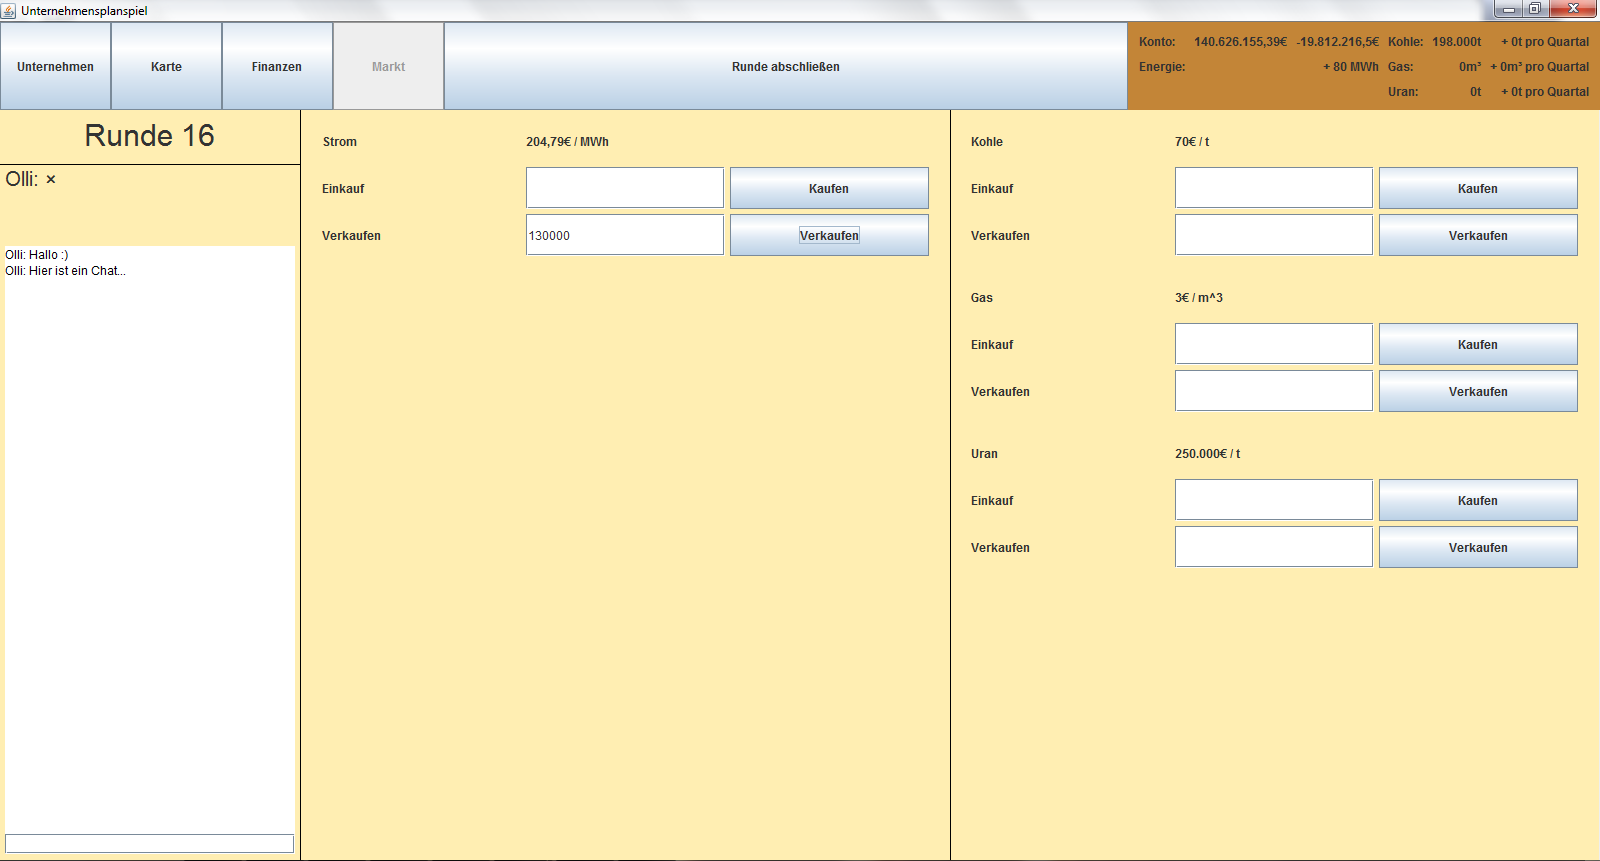 Unternehmensplanspiel
Unternehmen Karte Finanzen Markt Runde abschließen
Konto: 140.626.155,39€ -19.812.216,5€ Kohle: 198.000t + 0t pro Quartal
Energie: + 80 MWh Gas: 0m³ + 0m³ pro Quartal
Uran: 0t + 0t pro Quartal
Runde 16
Olli: ×
Olli: Hallo :)
Olli: Hier ist ein Chat...
Strom 204,79€ / MWh
Einkauf Kaufen
Verkaufen 130000 Verkaufen
Kohle 70€ / t
Einkauf Kaufen
Verkaufen Verkaufen
Gas 3€ / m^3
Einkauf Kaufen
Verkaufen Verkaufen
Uran 250.000€ / t
Einkauf Kaufen
Verkaufen Verkaufen